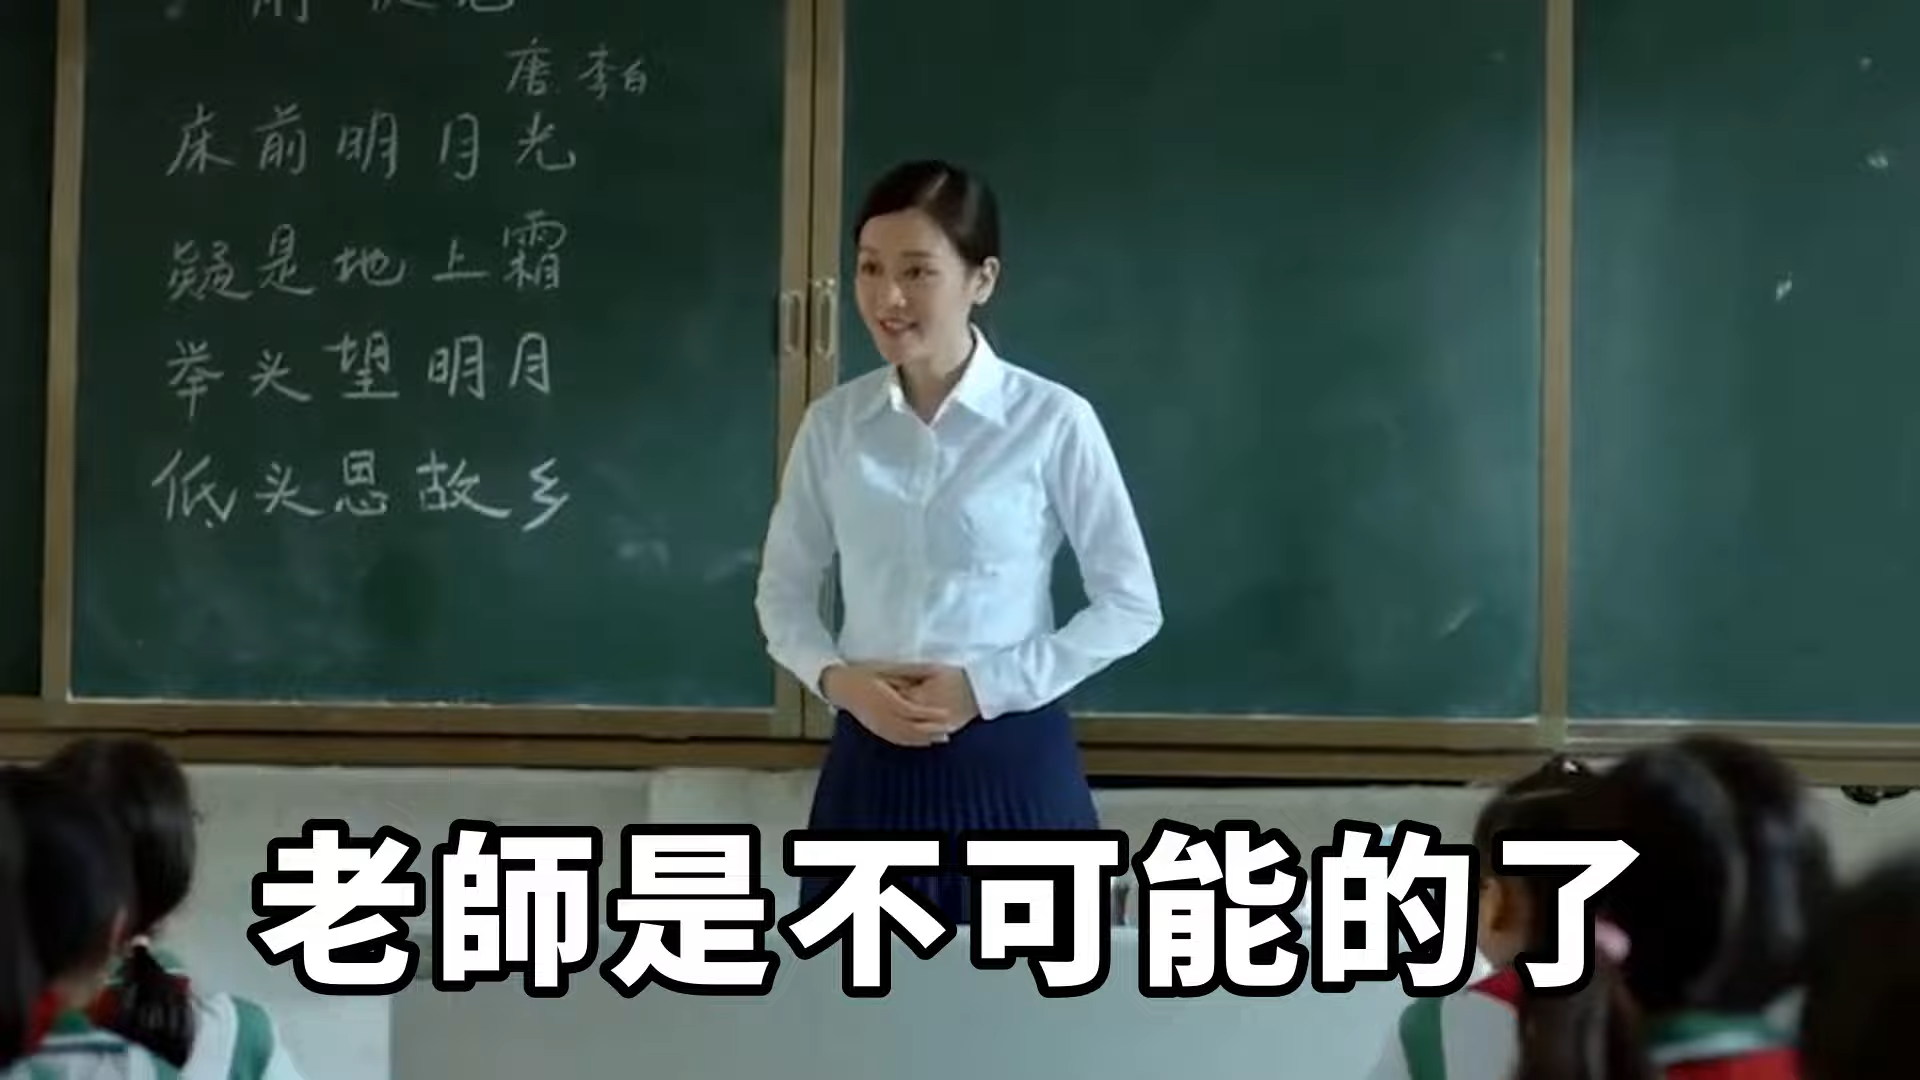 唐 李白
床前明月光
疑是地上霜
举头望明月
低头思故乡
老師是不可能的了